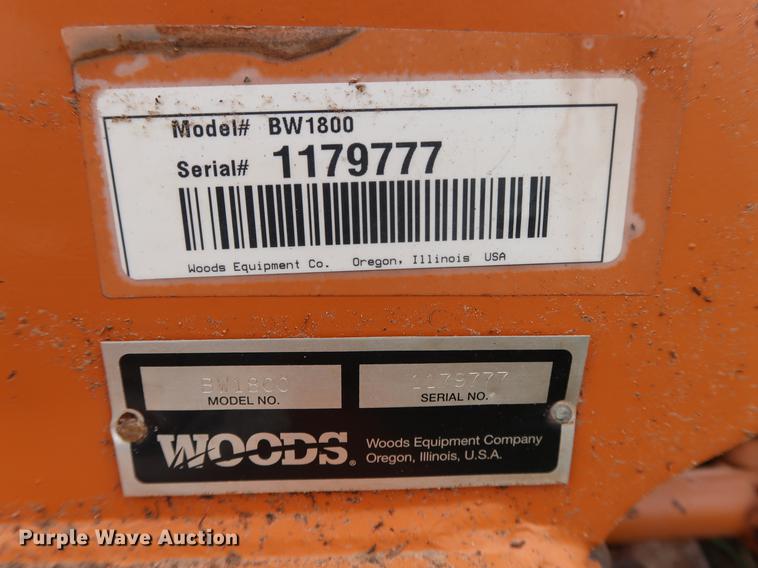 Model# BW1800
Serial# 1179777
Woods Equipment Co. Oregon, Illinois USA
BW1800 1179777
MODEL NO. SERIAL NO.
WOODS® Woods Equipment Company
Oregon, Illinois, U.S.A.
Purple Wave Auction